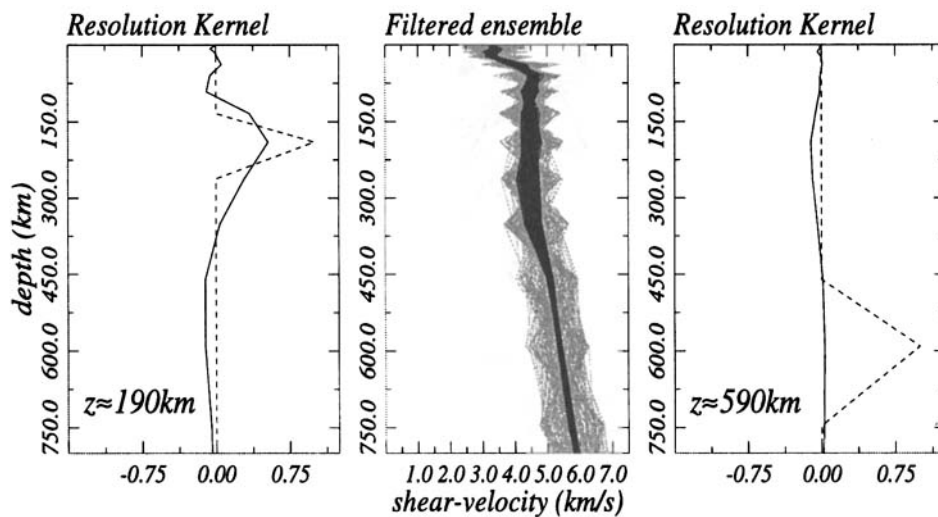 Resolution Kernel
Filtered ensemble
Resolution Kernel
depth (km)
150.0
300.0
450.0
600.0
750.0
z≈190km
-0.75 0.00 0.75
150.0
300.0
450.0
600.0
750.0
1.0 2.0 3.0 4.0 5.0 6.0 7.0
shear-velocity (km/s)
150.0
300.0
450.0
600.0
750.0
z≈590km
-0.75 0.00 0.75